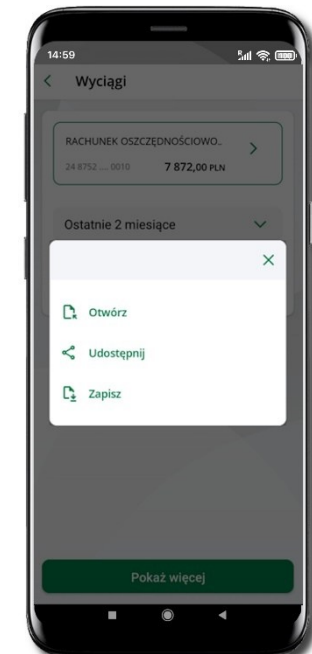 14:59
Wyciągi
RACHUNEK OSZCZĘDNOŚCIOWO..
24 8752 ... 0010 7 872,00 PLN
Ostatnie 2 miesiące
Otwórz
Udostępnij
Zapisz
Pokaż więcej